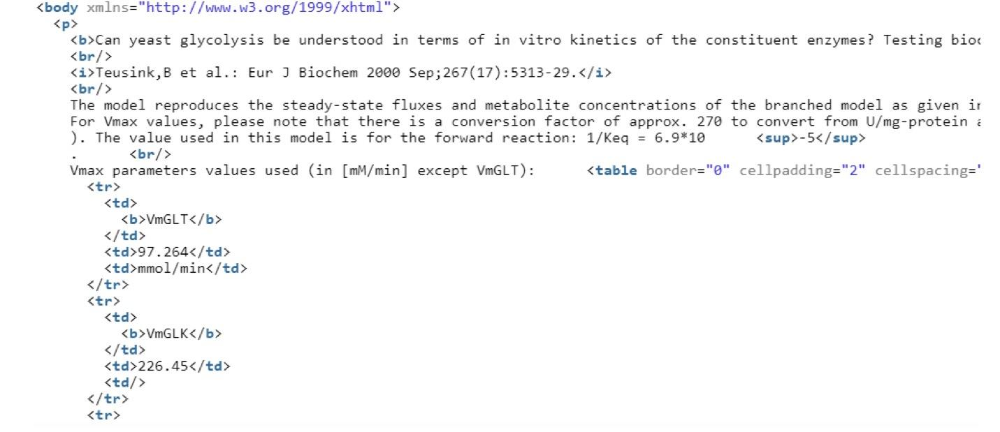 <body xmlns="http://www.w3.org/1999/xhtml">
<p>
<b>Can yeast glycolysis be understood in terms of in vitro kinetics of the constituent enzymes? Testing
<br/>
<i>Teusink,B et al.: Eur J Biochem 2000 Sep;267(17):5313-29.</i>
<br/>
The model reproduces the steady-state fluxes and metabolite concentrations of the branched model as given
For Vmax values, please note that there is a conversion factor of approx. 270 to convert from U/mg-protein
). The value used in this model is for the forward reaction: 1/Keq = 6.9*10 <sup>-5</sup>
. <br/>
Vmax parameters values used (in [mM/min] except VmGLT): <table border="0" cellpadding="2" cellspacing="
<tr>
<td>
<b>VmGLT</b>
</td>
<td>97.264</td>
<td>mmol/min</td>
</tr>
<tr>
<td>
<b>VmGLK</b>
</td>
<td>226.45</td>
<td/>
</tr>
<tr>